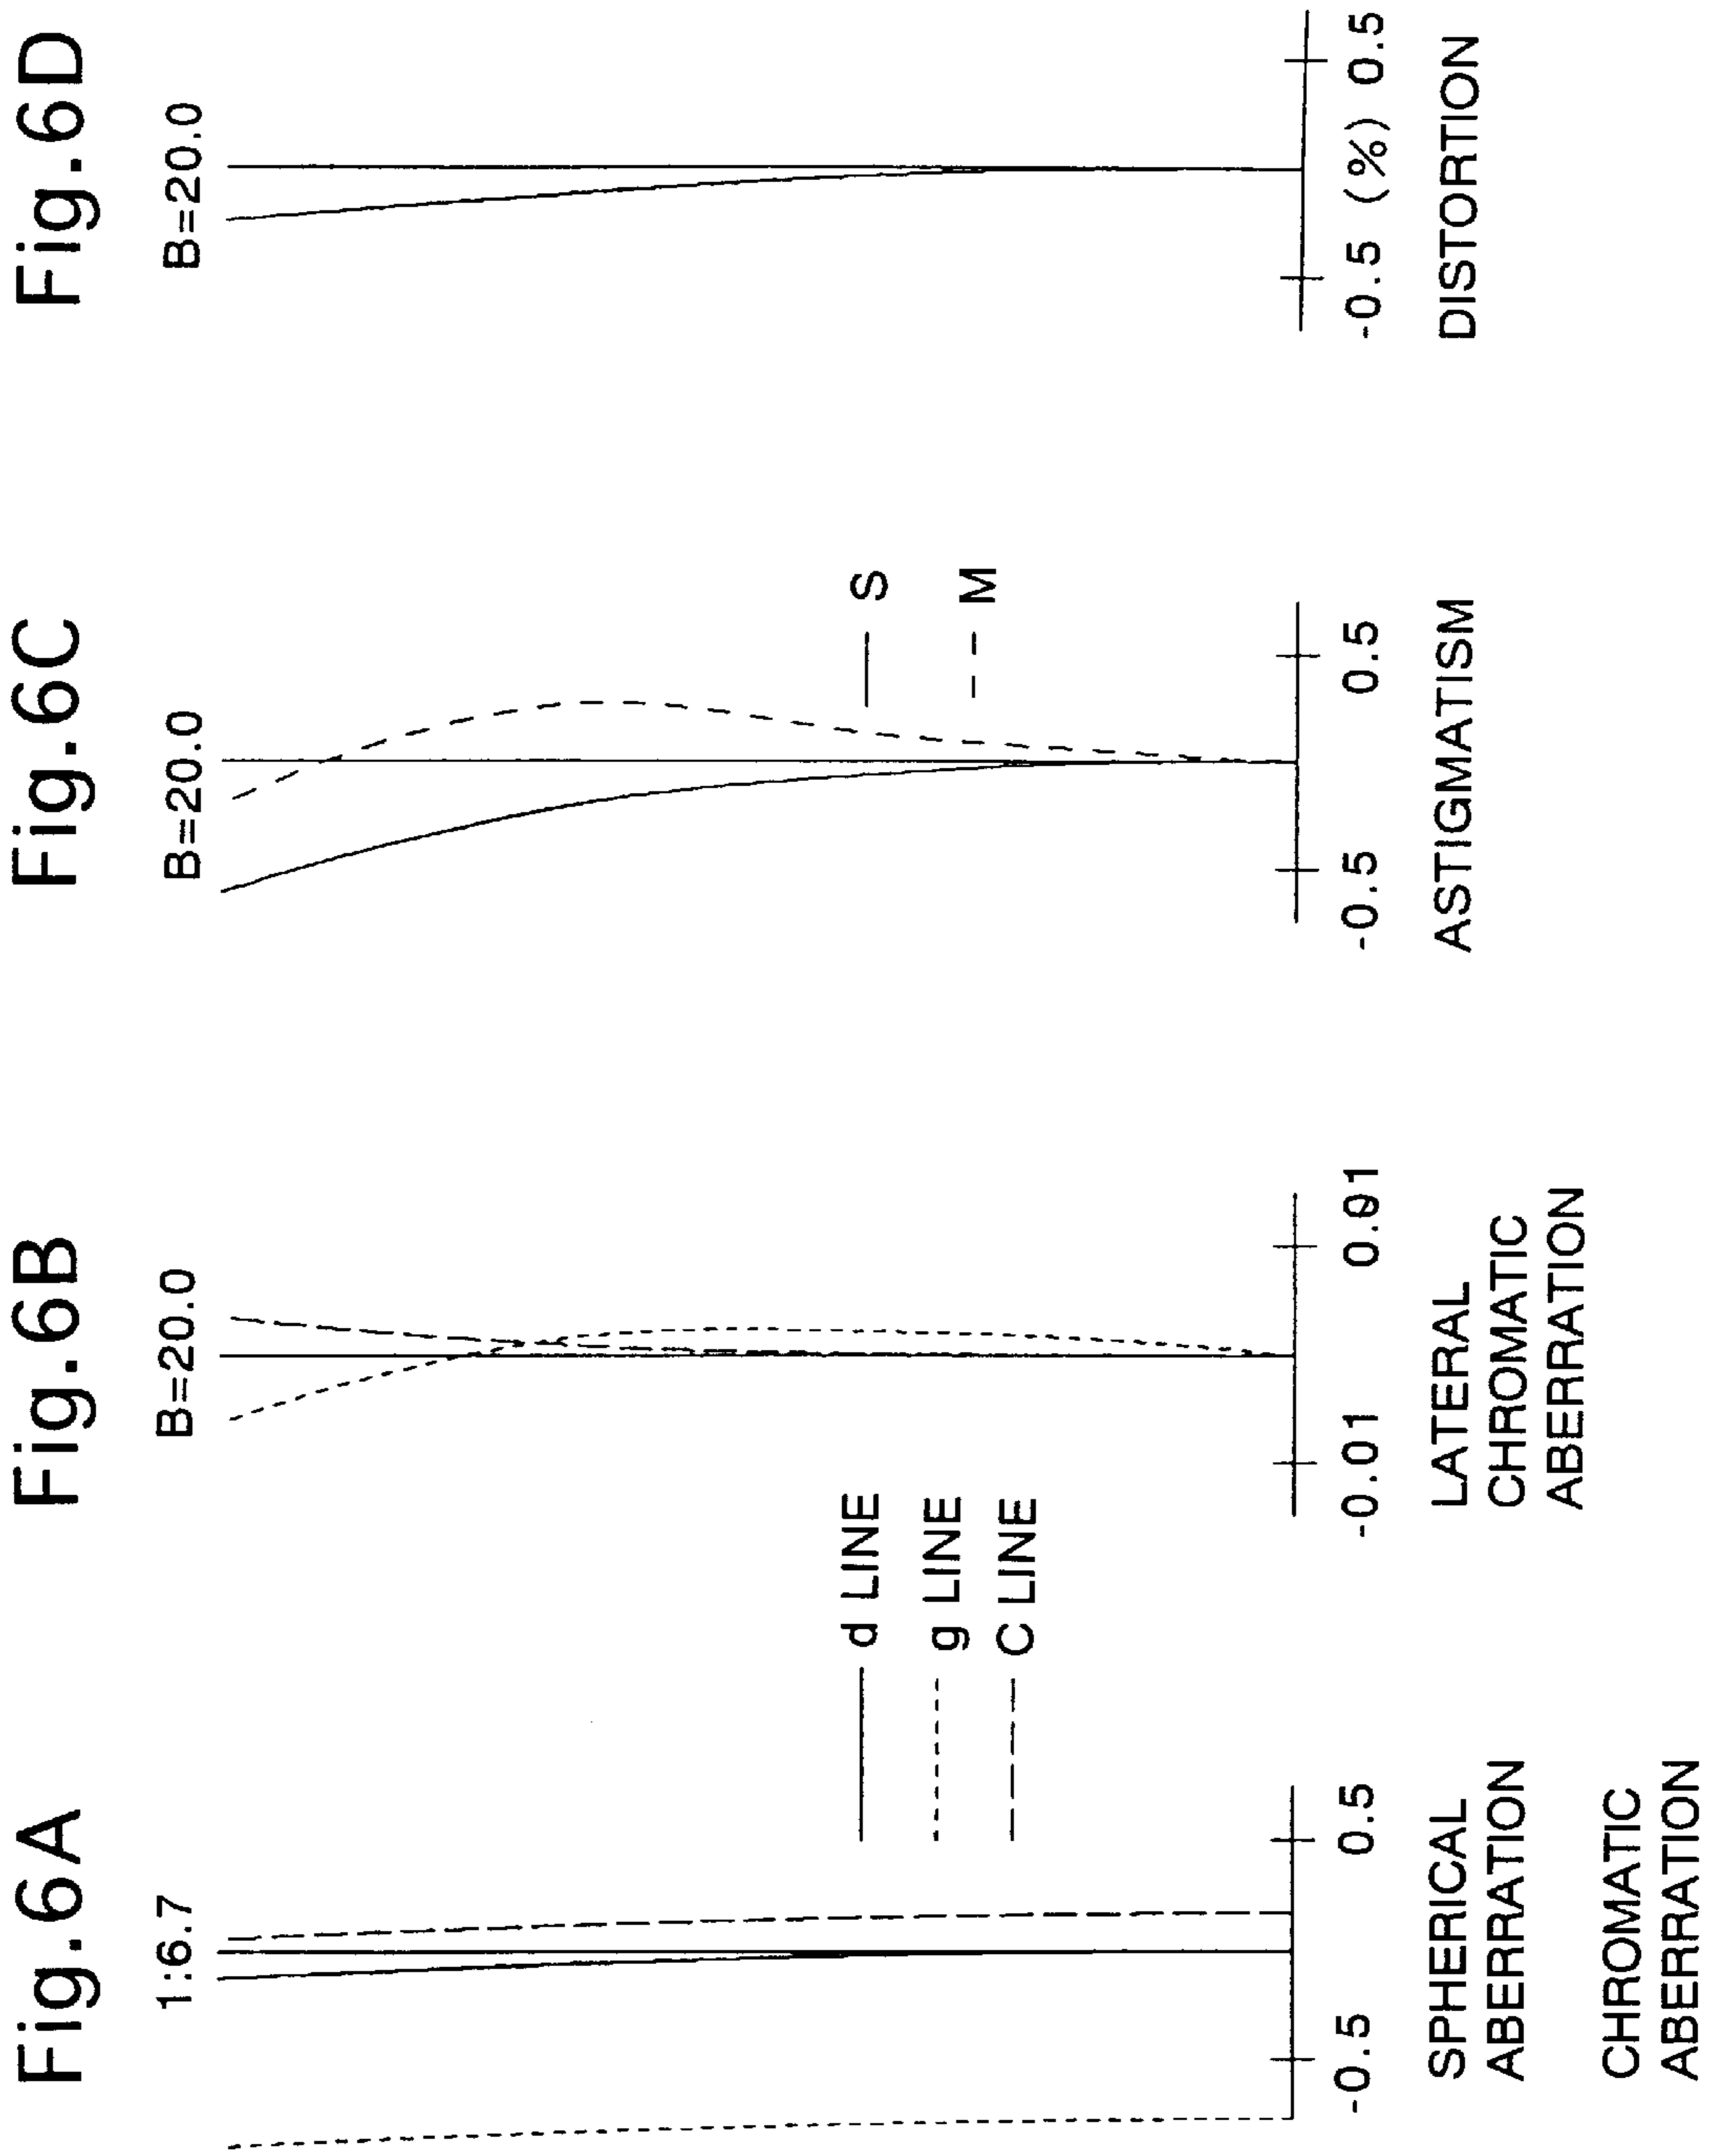 Fig.6A
1:6.7
d LINE
g LINE
C LINE
-0.5
0.5
SPHERICAL
ABERRATION
CHROMATIC
ABERRATION
Fig.6B
B=20.0
-0.01
LATERAL
CHROMATIC
ABERRATION
Fig.6C
B=20.0
S
M
-0.5
0.5
ASTIGMATISM
Fig.6D
B=20.0
-0.5 (%) 0.5
DISTORTION